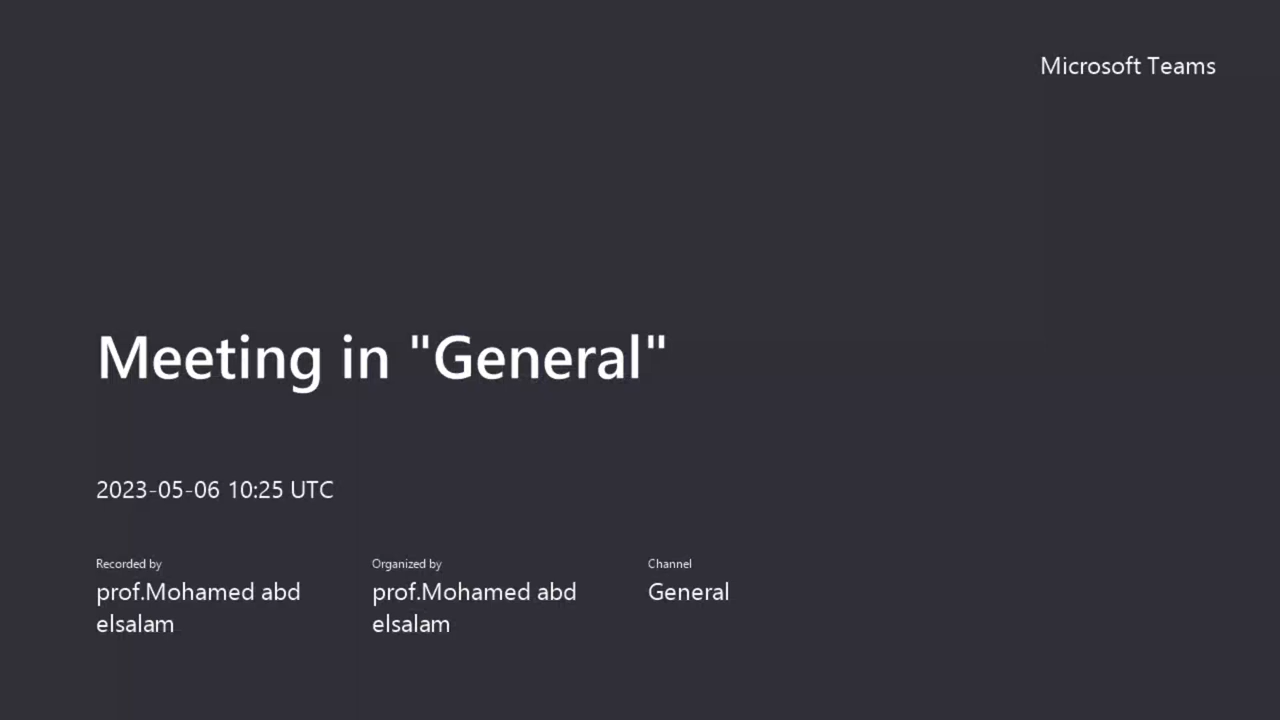 Microsoft Teams
Meeting in "General"
2023-05-06 10:25 UTC
Recorded by
prof.Mohamed abd
elsalam
Organized by
prof.Mohamed abd
elsalam
Channel
General